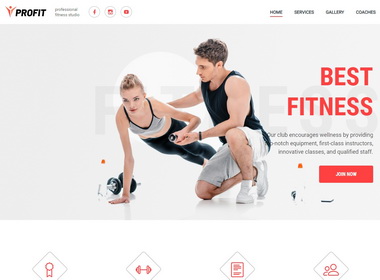 PROFIT
professional
fitness studio
HOME
SERVICES
GALLERY
COACHES
BEST
FITNESS
Our club encourages wellness by providing
top-notch equipment, first-class instructors,
innovative classes, and qualified staff.
JOIN NOW